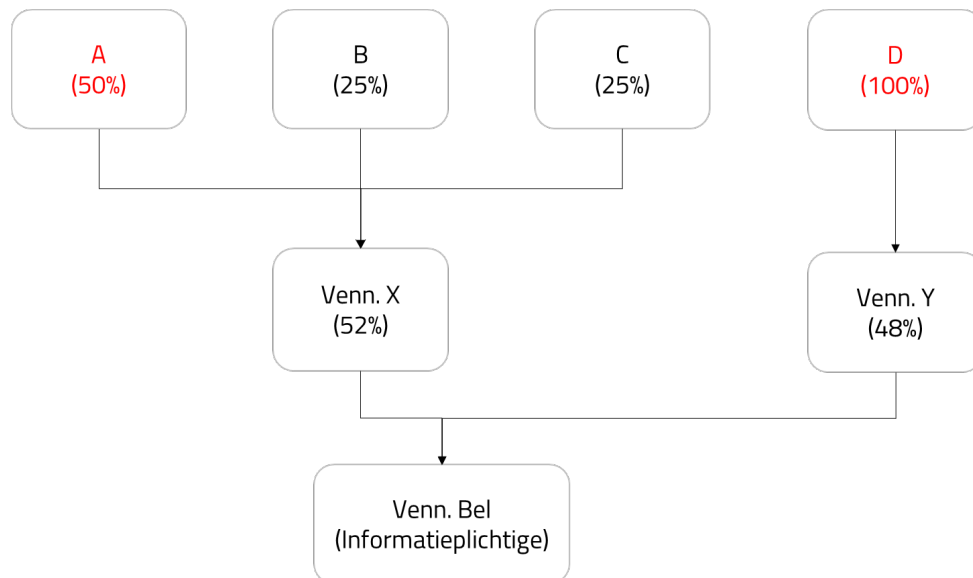 A
(50%)
B
(25%)
C
(25%)
D
(100%)
Venn. X
(52%)
Venn. Y
(48%)
Venn. Bel
(Informatieplichtige)